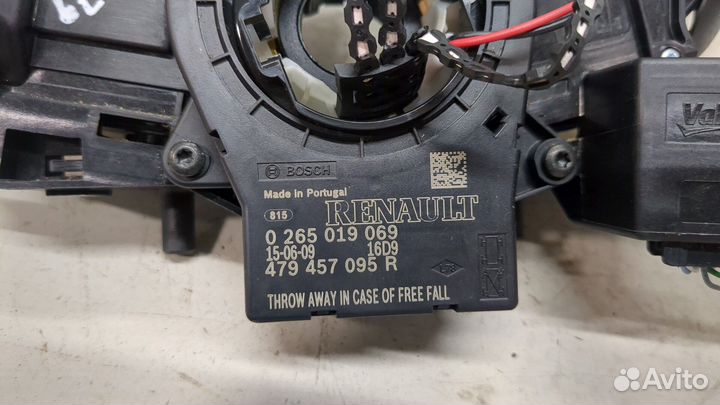 BOSCH
Made in Portugal
815
RENAULT
0 265 019 069
15-06-09 16D9
479 457 095 R
THROW AWAY IN CASE OF FREE FALL
IN
Avito